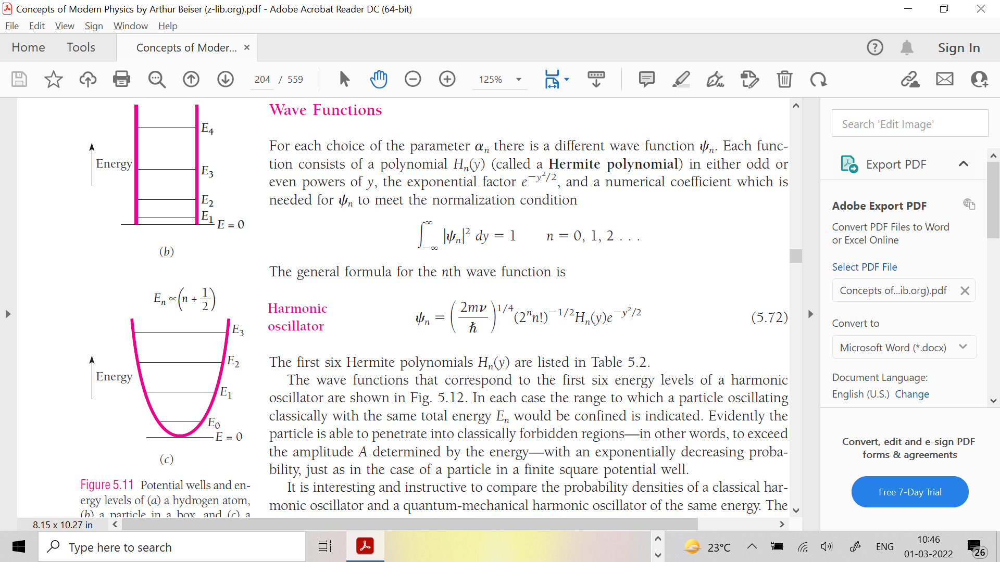 Concepts of Modern Physics by Arthur Beiser (z-lib.org).pdf - Adobe Acrobat Reader DC (64-bit)
File Edit View Sign Window Help
Home Tools Concepts of Moder... × Sign In
204 / 559 125%
E4
E3
E2
E1
Energy
E = 0
(b)
En ∝ (n + 1/2)
E3
E2
E1
E0
Energy
E = 0
(c)
Figure 5.11 Potential wells and en-
ergy levels of (a) a hydrogen atom,
(b) a particle in a box, and (c) a
Wave Functions
For each choice of the parameter αn there is a different wave function ψn. Each func-
tion consists of a polynomial Hn(y) (called a Hermite polynomial) in either odd or
even powers of y, the exponential factor e^−y²/2, and a numerical coefficient which is
needed for ψn to meet the normalization condition
∫−∞^∞ |ψn|² dy = 1 n = 0, 1, 2 . . .
The general formula for the nth wave function is
Harmonic
oscillator
ψn = (2mν/ħ)^1/4 (2^n n!)^−1/2 Hn(y)e^−y²/2 (5.72)
The first six Hermite polynomials Hn(y) are listed in Table 5.2.
The wave functions that correspond to the first six energy levels of a harmonic
oscillator are shown in Fig. 5.12. In each case the range to which a particle oscillating
classically with the same total energy En would be confined is indicated. Evidently the
particle is able to penetrate into classically forbidden regions—in other words, to exceed
the amplitude A determined by the energy—with an exponentially decreasing proba-
bility, just as in the case of a particle in a finite square potential well.
It is interesting and instructive to compare the probability densities of a classical har-
monic oscillator and a quantum-mechanical harmonic oscillator of the same energy. The
8.15 x 10.27 in
Search 'Edit Image'
Export PDF
Adobe Export PDF
Convert PDF Files to Word
or Excel Online
Select PDF File
Concepts of...ib.org).pdf
Convert to
Microsoft Word (*.docx)
Document Language:
English (U.S.) Change
Convert, edit and e-sign PDF
forms & agreements
Free 7-Day Trial
Type here to search
23°C
ENG
10:46
01-03-2022
26